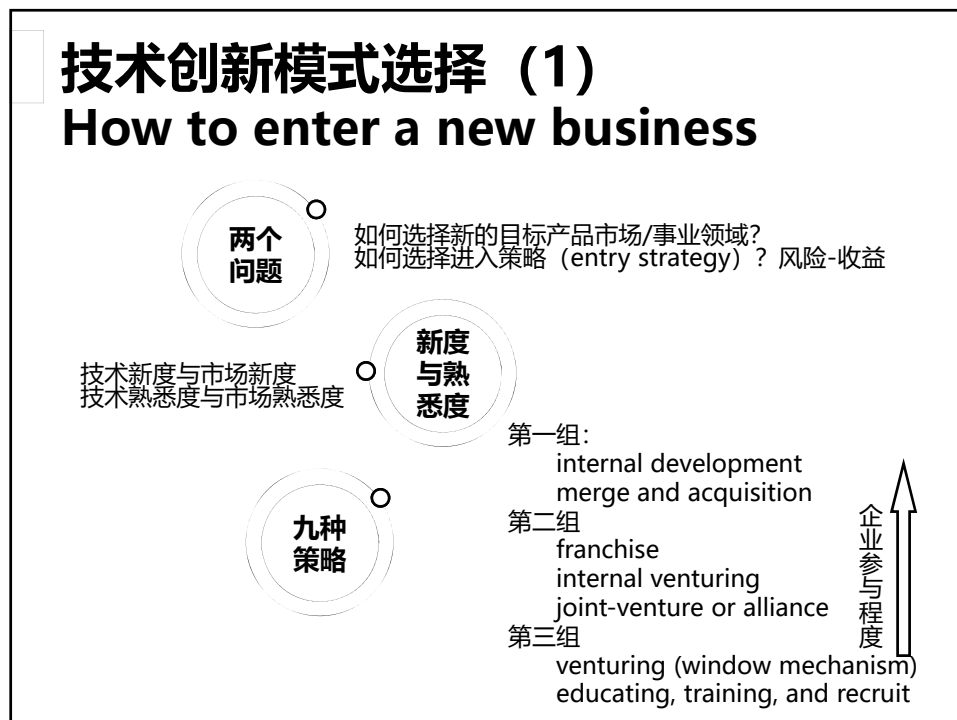 技术创新模式选择（1）
How to enter a new business
两个
问题
如何选择新的目标产品市场/事业领域？
如何选择进入策略（entry strategy）？风险-收益
新度
与熟
悉度
技术新度与市场新度
技术熟悉度与市场熟悉度
九种
策略
第一组：
internal development
merge and acquisition
第二组
franchise
internal venturing
joint-venture or alliance
第三组
venturing (window mechanism)
educating, training, and recruit
企业参与程度